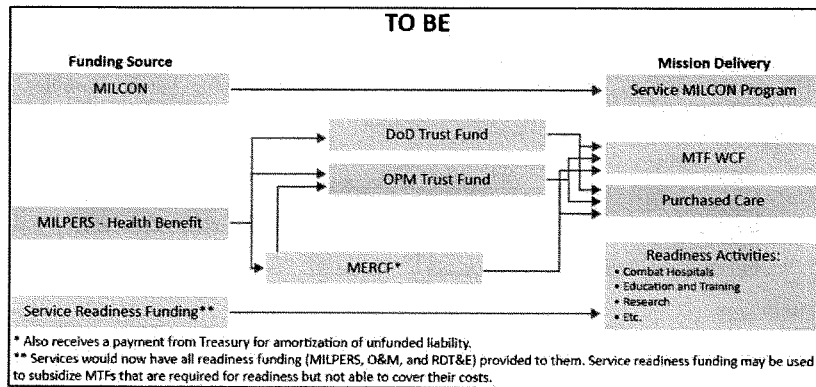 TO BE
Funding Source
Mission Delivery
MILCON
Service MILCON Program
DoD Trust Fund
MTF WCF
OPM Trust Fund
Purchased Care
MILPERS - Health Benefit
MERCF*
Readiness Activities:
• Combat Hospitals
• Education and Training
• Research
• Etc.
Service Readiness Funding**
* Also receives a payment from Treasury for amortization of unfunded liability.
** Services would now have all readiness funding (MILPERS, O&M, and RDT&E) provided to them. Service readiness funding may be used
to subsidize MTFs that are required for readiness but not able to cover their costs.